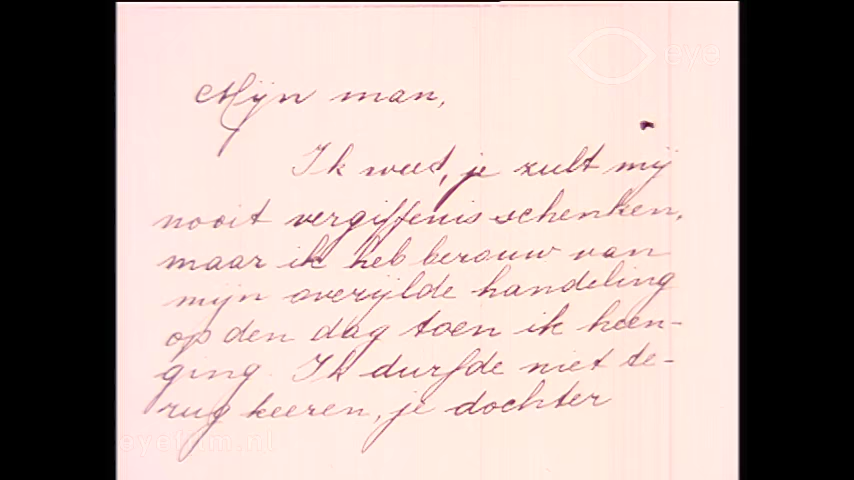 eye
Mijn man,
Ik weet, je zult mij
nooit vergiffenis schenken,
maar ik heb berouw van
mijn overijlde handeling
op den dag toen ik heen-
ging. Ik durfde niet te-
rug keeren, je dochter
eyefilm.nl